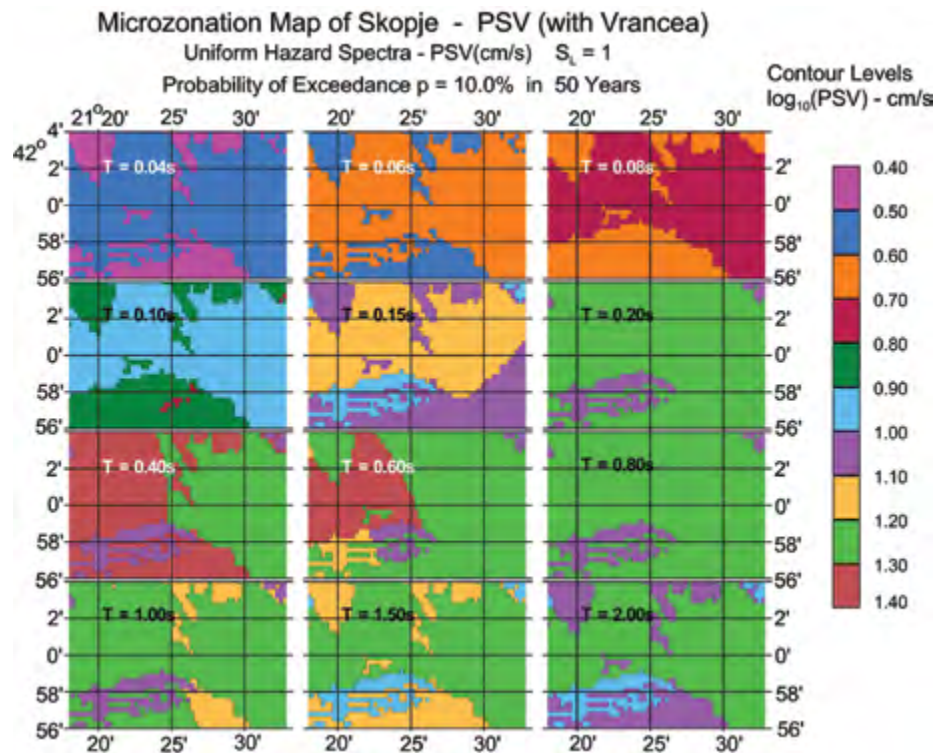 Microzonation Map of Skopje - PSV (with Vrancea)
Uniform Hazard Spectra - PSV(cm/s) S_L = 1
Probability of Exceedance p = 10.0% in 50 Years
Contour Levels
log₁₀(PSV) - cm/s
21° 20' 25' 30' 20' 25' 30' 20' 25' 30'
42° 4'
T = 0.04s T = 0.06s T = 0.08s
2' 2'
0' 0'
58' 58'
56' 56'
T = 0.10s T = 0.15s T = 0.20s
2' 2'
0' 0'
58' 58'
56' 56'
T = 0.40s T = 0.60s T = 0.80s
2' 2'
0' 0'
58' 58'
56' 56'
T = 1.00s T = 1.50s T = 2.00s
2' 2'
0' 0'
58' 58'
56' 56'
20' 25' 30' 20' 25' 30' 20' 25' 30'
0.40
0.50
0.60
0.70
0.80
0.90
1.00
1.10
1.20
1.30
1.40